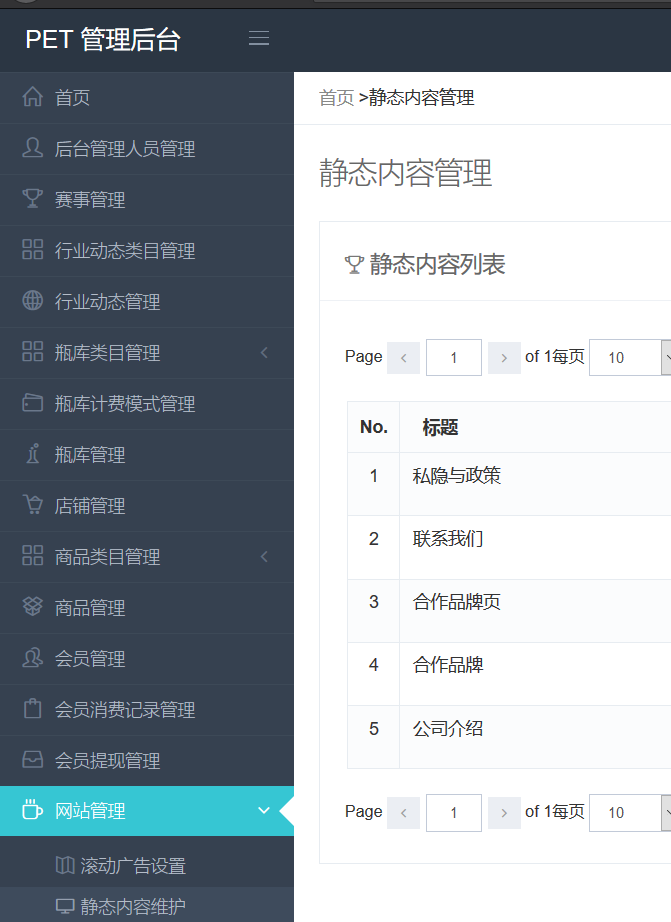 PET 管理后台
首页
后台管理人员管理
赛事管理
行业动态类目管理
行业动态管理
瓶库类目管理
瓶库计费模式管理
瓶库管理
店铺管理
商品类目管理
商品管理
会员管理
会员消费记录管理
会员提现管理
网站管理
滚动广告设置
静态内容维护
首页 >静态内容管理
静态内容管理
静态内容列表
Page 1 of 1每页 10
No. 标题
1 私隐与政策
2 联系我们
3 合作品牌页
4 合作品牌
5 公司介绍
Page 1 of 1每页 10